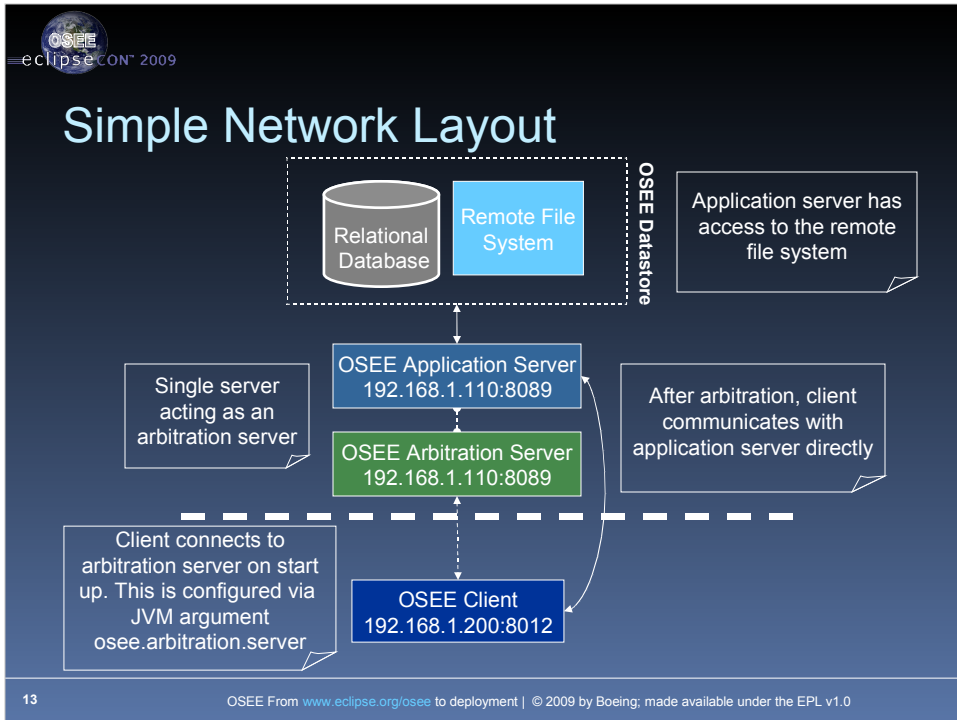 OSEE
eclipsecon™ 2009
Simple Network Layout
Relational
Database
Remote File
System
OSEE Datastore
Application server has
access to the remote
file system
OSEE Application Server
192.168.1.110:8089
Single server
acting as an
arbitration server
After arbitration, client
communicates with
application server directly
OSEE Arbitration Server
192.168.1.110:8089
Client connects to
arbitration server on start
up. This is configured via
JVM argument
osee.arbitration.server
OSEE Client
192.168.1.200:8012
13
OSEE From www.eclipse.org/osee to deployment | © 2009 by Boeing; made available under the EPL v1.0